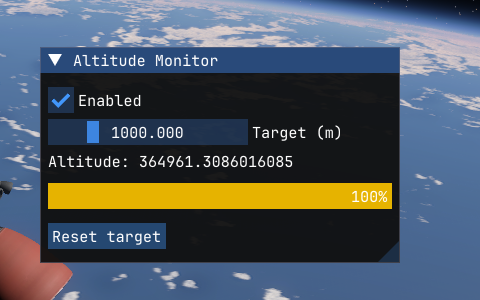 Altitude Monitor
Enabled
1000.000 Target (m)
Altitude: 364961.3086016085
100%
Reset target